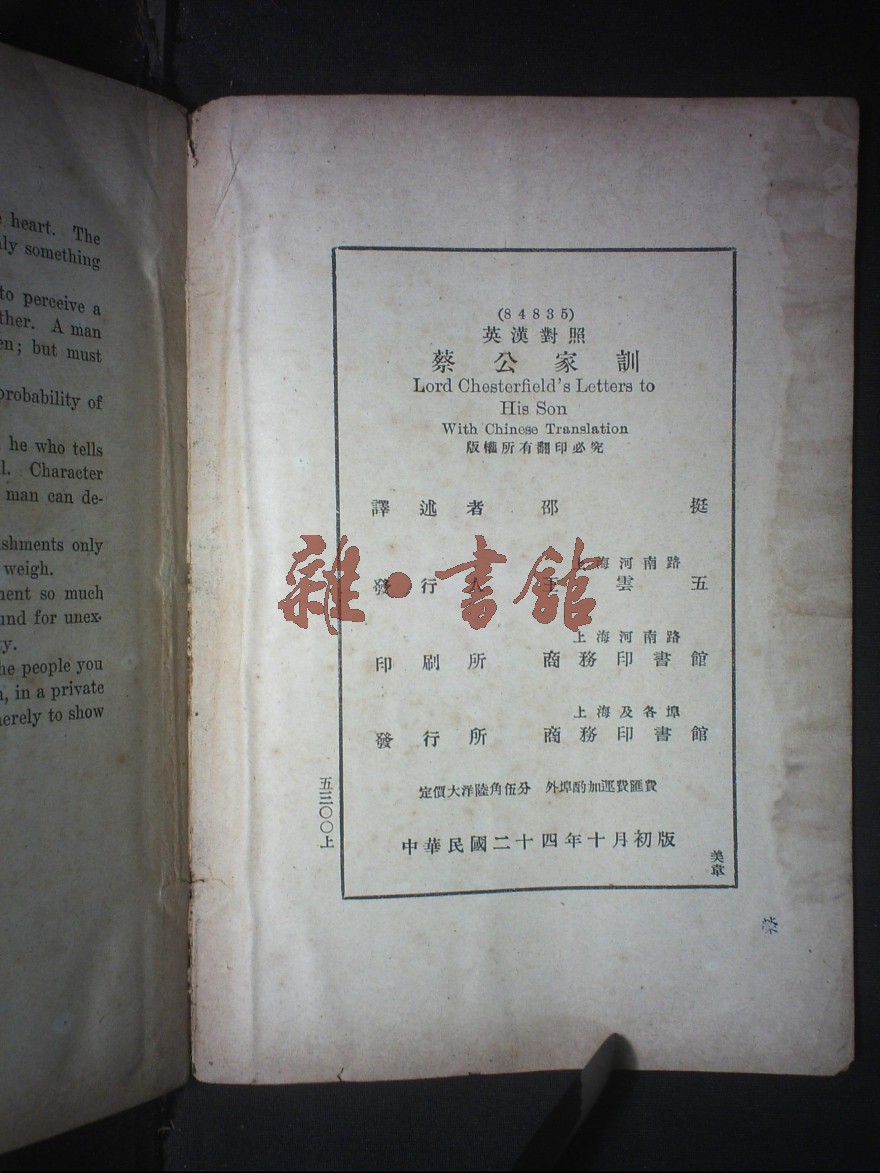 heart. The
something
to perceive a
ther. A man
en; but must
probability of
he who tells
l. Character
man can de-
shments only
weigh.
nent so much
und for unex-
y.
he people you
, in a private
nerely to show
(84835)
英漢對照
蔡公家訓
Lord Chesterfield's Letters to
His Son
With Chinese Translation
版權所有翻印必究
譯述者 邵挺
上海河南路
發行人 王雲五
上海河南路
印刷所 商務印書館
上海及各埠
發行所 商務印書館
定價大洋陸角伍分 外埠酌加運費匯費
中華民國二十四年十月初版
五三〇〇上
美章
雜·書館